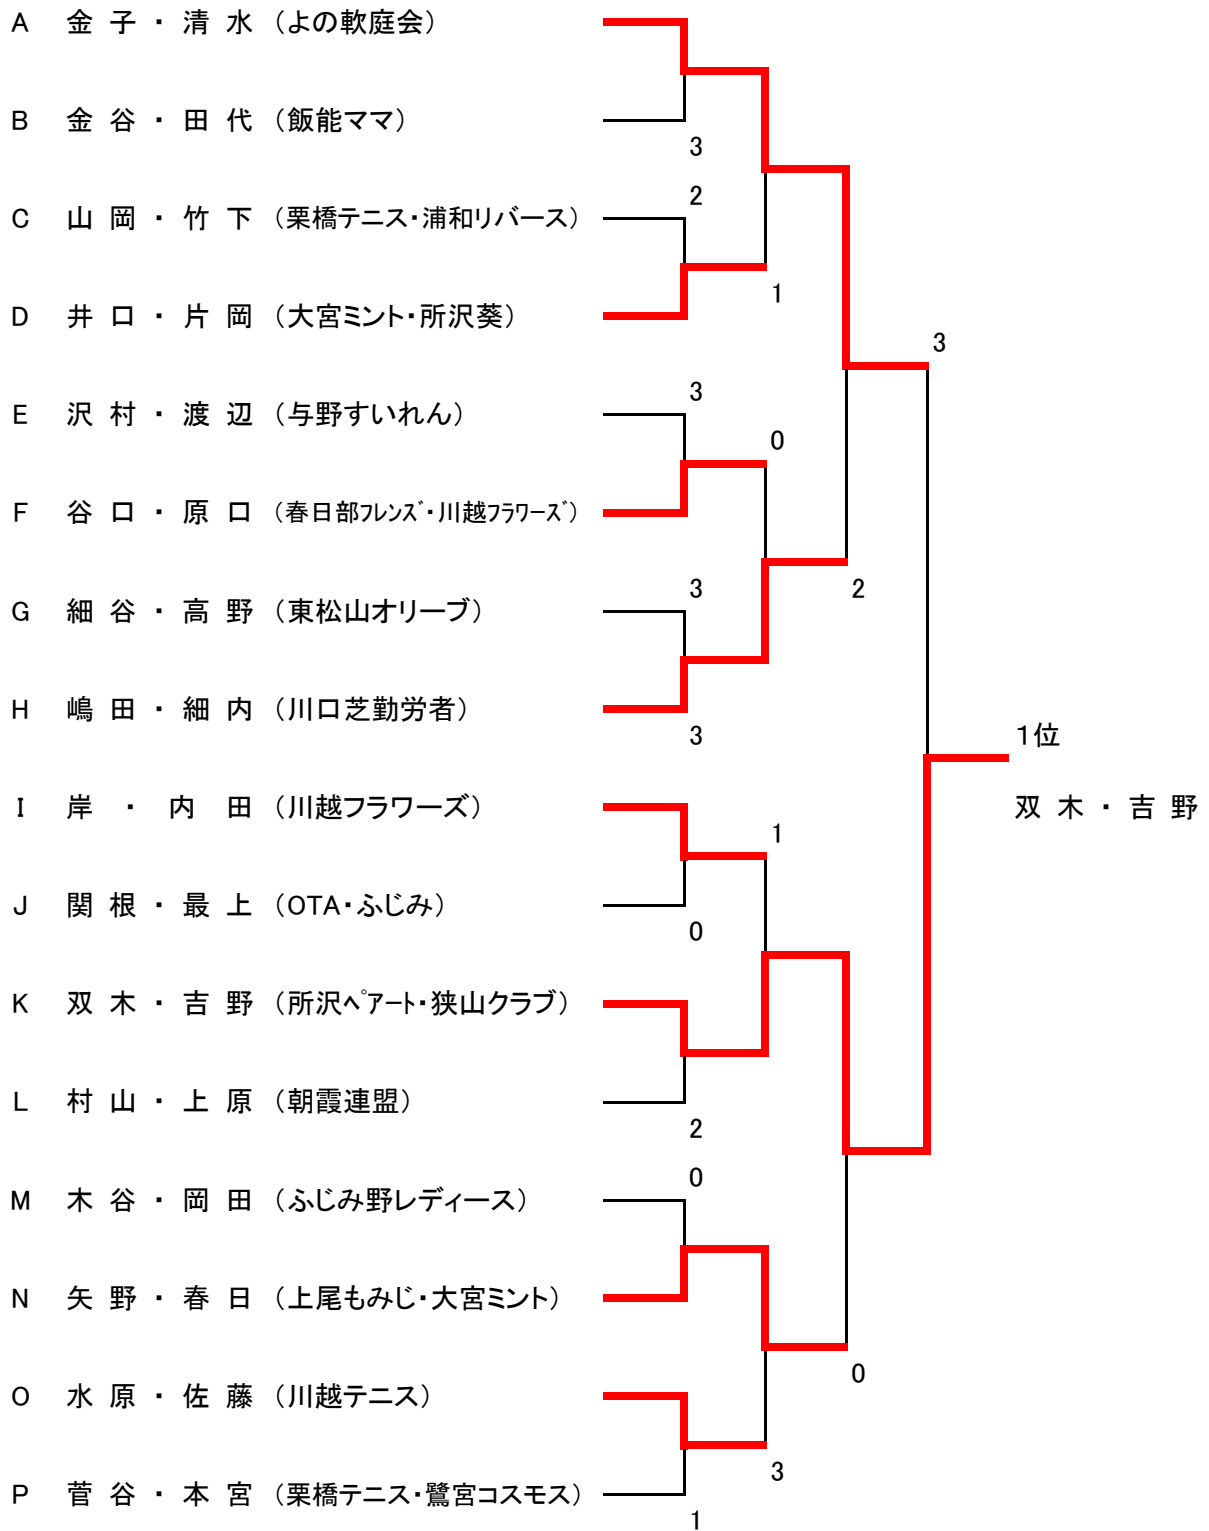 A 金子・清水（よの軟庭会）
B 金谷・田代（飯能ママ）
3
2
C 山岡・竹下（栗橋テニス・浦和リバース）
1
D 井口・片岡（大宮ミント・所沢葵）
3
3
E 沢村・渡辺（与野すいれん）
0
F 谷口・原口（春日部フレンズ・川越フラワーズ）
3
2
G 細谷・高野（東松山オリーブ）
H 嶋田・細内（川口芝勤労者）
3
1位
I 岸・内田（川越フラワーズ）
双木・吉野
1
J 関根・最上（OTA・ふじみ）
0
K 双木・吉野（所沢ペアート・狭山クラブ）
L 村山・上原（朝霞連盟）
2
0
M 木谷・岡田（ふじみ野レディース）
N 矢野・春日（上尾もみじ・大宮ミント）
0
O 水原・佐藤（川越テニス）
3
P 菅谷・本宮（栗橋テニス・鷺宮コスモス）
1